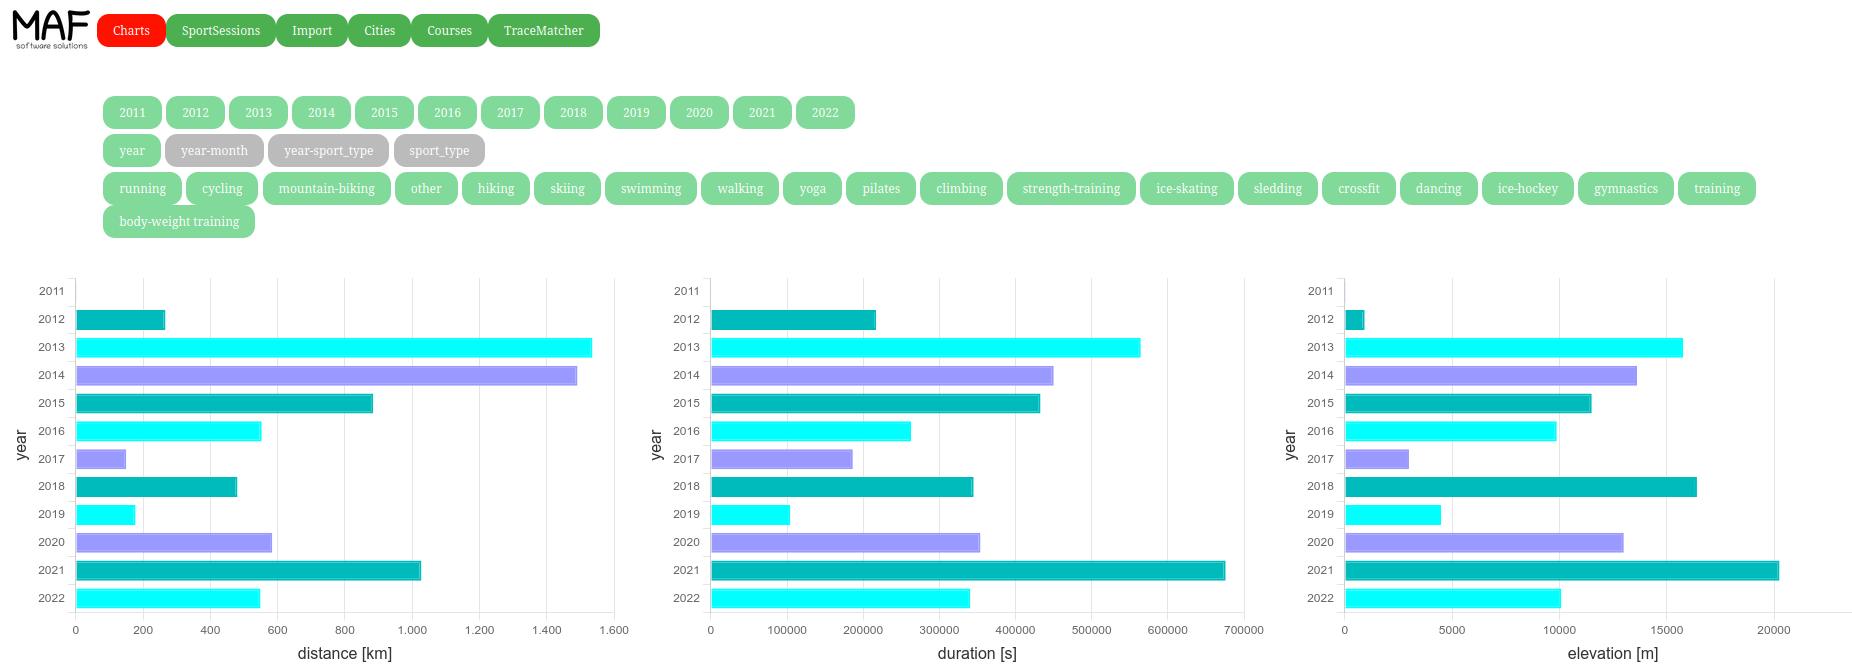 MAF
software solutions
Charts SportSessions Import Cities Courses TraceMatcher
2011 2012 2013 2014 2015 2016 2017 2018 2019 2020 2021 2022
year year-month year-sport_type sport_type
running cycling mountain-biking other hiking skiing swimming walking yoga pilates climbing strength-training ice-skating sledding crossfit dancing ice-hockey gymnastics training
body-weight training
year
2011
2012
2013
2014
2015
2016
2017
2018
2019
2020
2021
2022
0 200 400 600 800 1.000 1.200 1.400 1.600
distance [km]
year
2011
2012
2013
2014
2015
2016
2017
2018
2019
2020
2021
2022
0 100000 200000 300000 400000 500000 600000 700000
duration [s]
year
2011
2012
2013
2014
2015
2016
2017
2018
2019
2020
2021
2022
0 5000 10000 15000 20000
elevation [m]